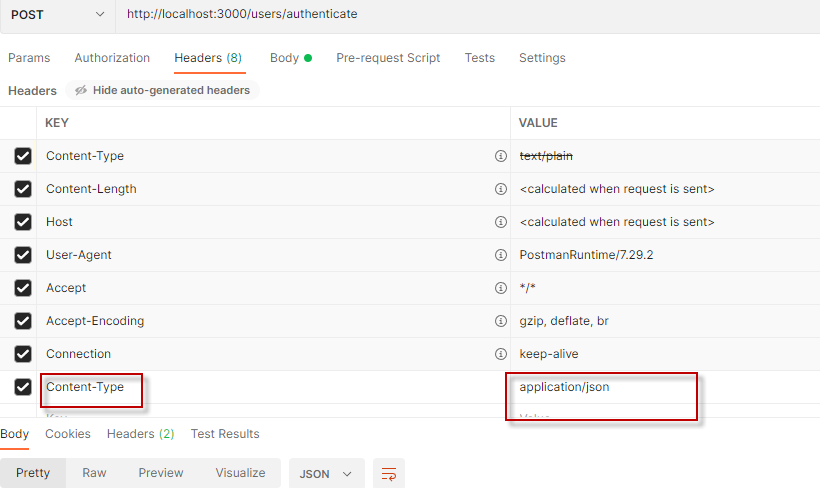 POST http://localhost:3000/users/authenticate
Params Authorization Headers (8) Body Pre-request Script Tests Settings
Headers Hide auto-generated headers
KEY VALUE
Content-Type text/plain
Content-Length <calculated when request is sent>
Host <calculated when request is sent>
User-Agent PostmanRuntime/7.29.2
Accept */*
Accept-Encoding gzip, deflate, br
Connection keep-alive
Content-Type application/json
Body Cookies Headers (2) Test Results
Pretty Raw Preview Visualize JSON